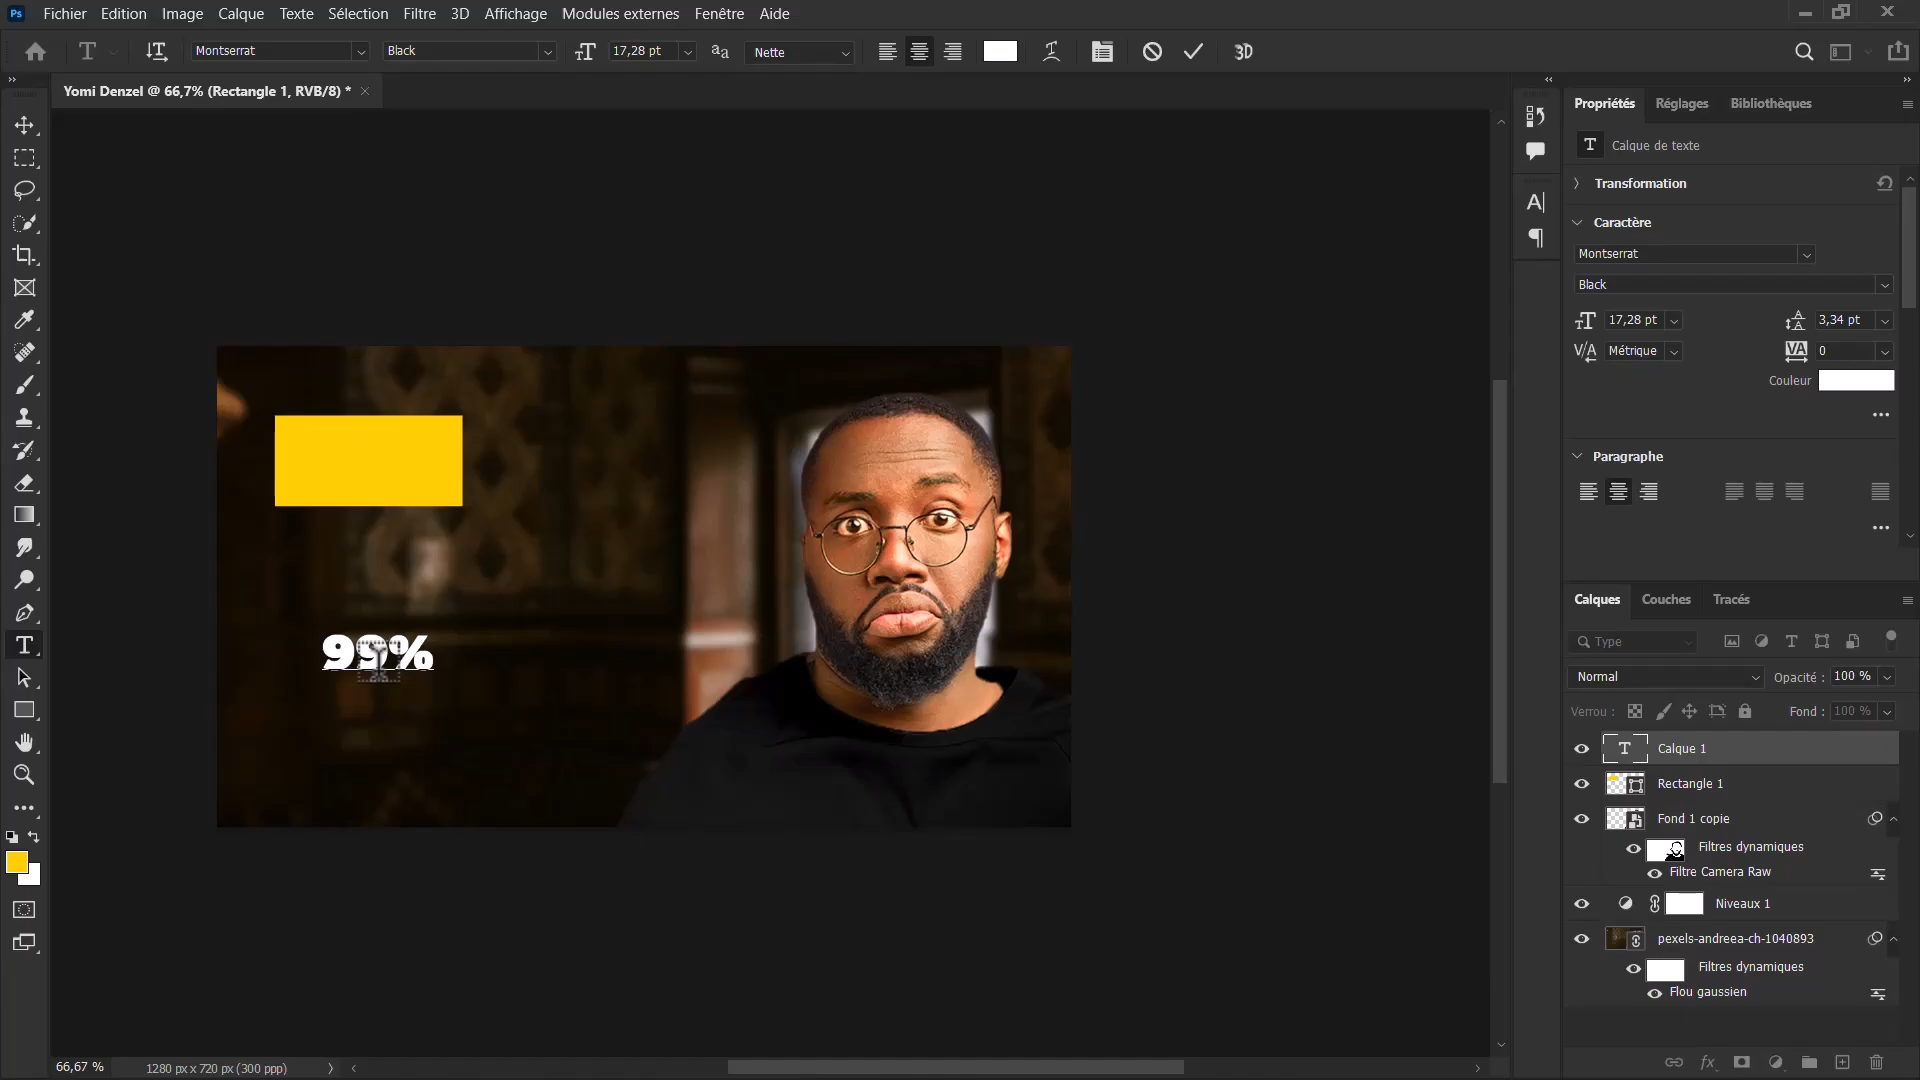 Ps Fichier Edition Image Calque Texte Sélection Filtre 3D Affichage Modules externes Fenêtre Aide
T Montserrat Black 17,28 pt aa Nette 3D
Yomi Denzel @ 66,7% (Rectangle 1, RVB/8) * ×
Propriétés Réglages Bibliothèques
T Calque de texte
Transformation
Caractère
Montserrat
Black
17,28 pt 3,34 pt
Métrique 0
Couleur
Paragraphe
99%
Calques Couches Tracés
Type
Normal Opacité : 100 %
Verrou : Fond : 100 %
T Calque 1
Rectangle 1
Fond 1 copie
Filtres dynamiques
Filtre Camera Raw
Niveaux 1
pexels-andreea-ch-1040893
Filtres dynamiques
Flou gaussien
66,67 % 1280 px x 720 px (300 ppp)
fx